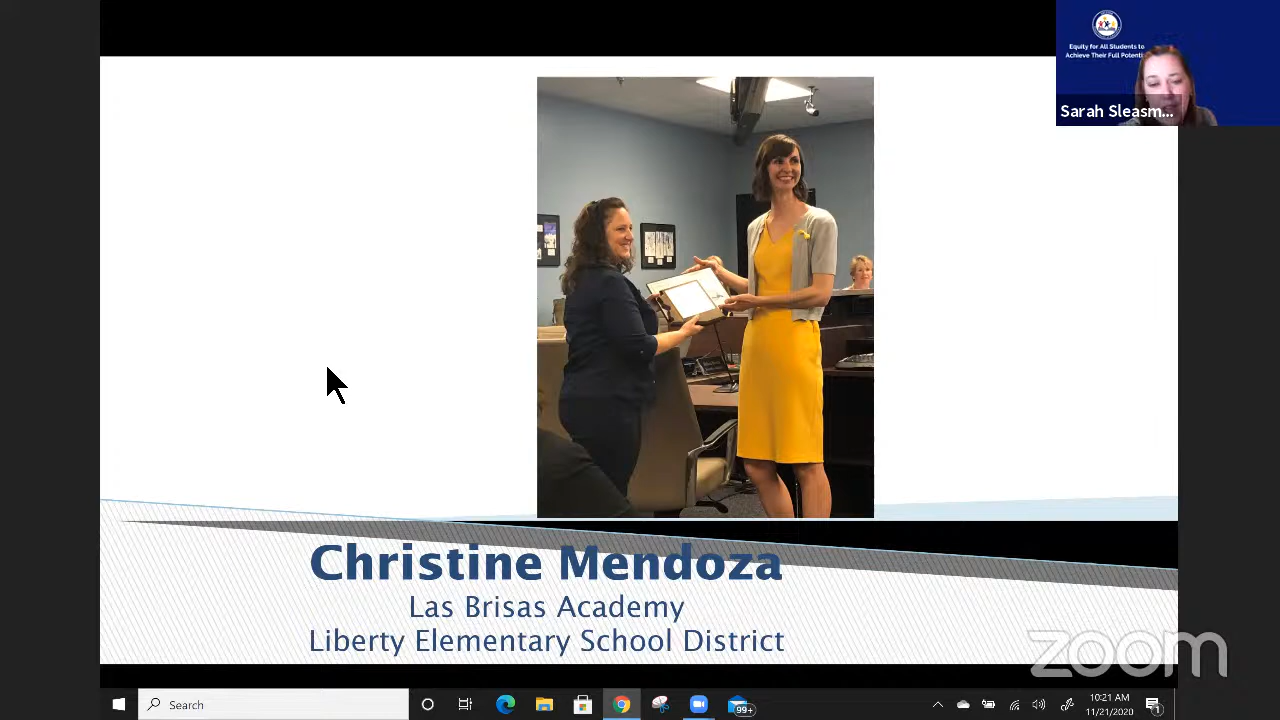 Equity for All Students to
Achieve Their Full Potenti
Sarah Sleasm...
Christine Mendoza
Las Brisas Academy
Liberty Elementary School District
zoom
Search
99+
10:21 AM
11/21/2020
1